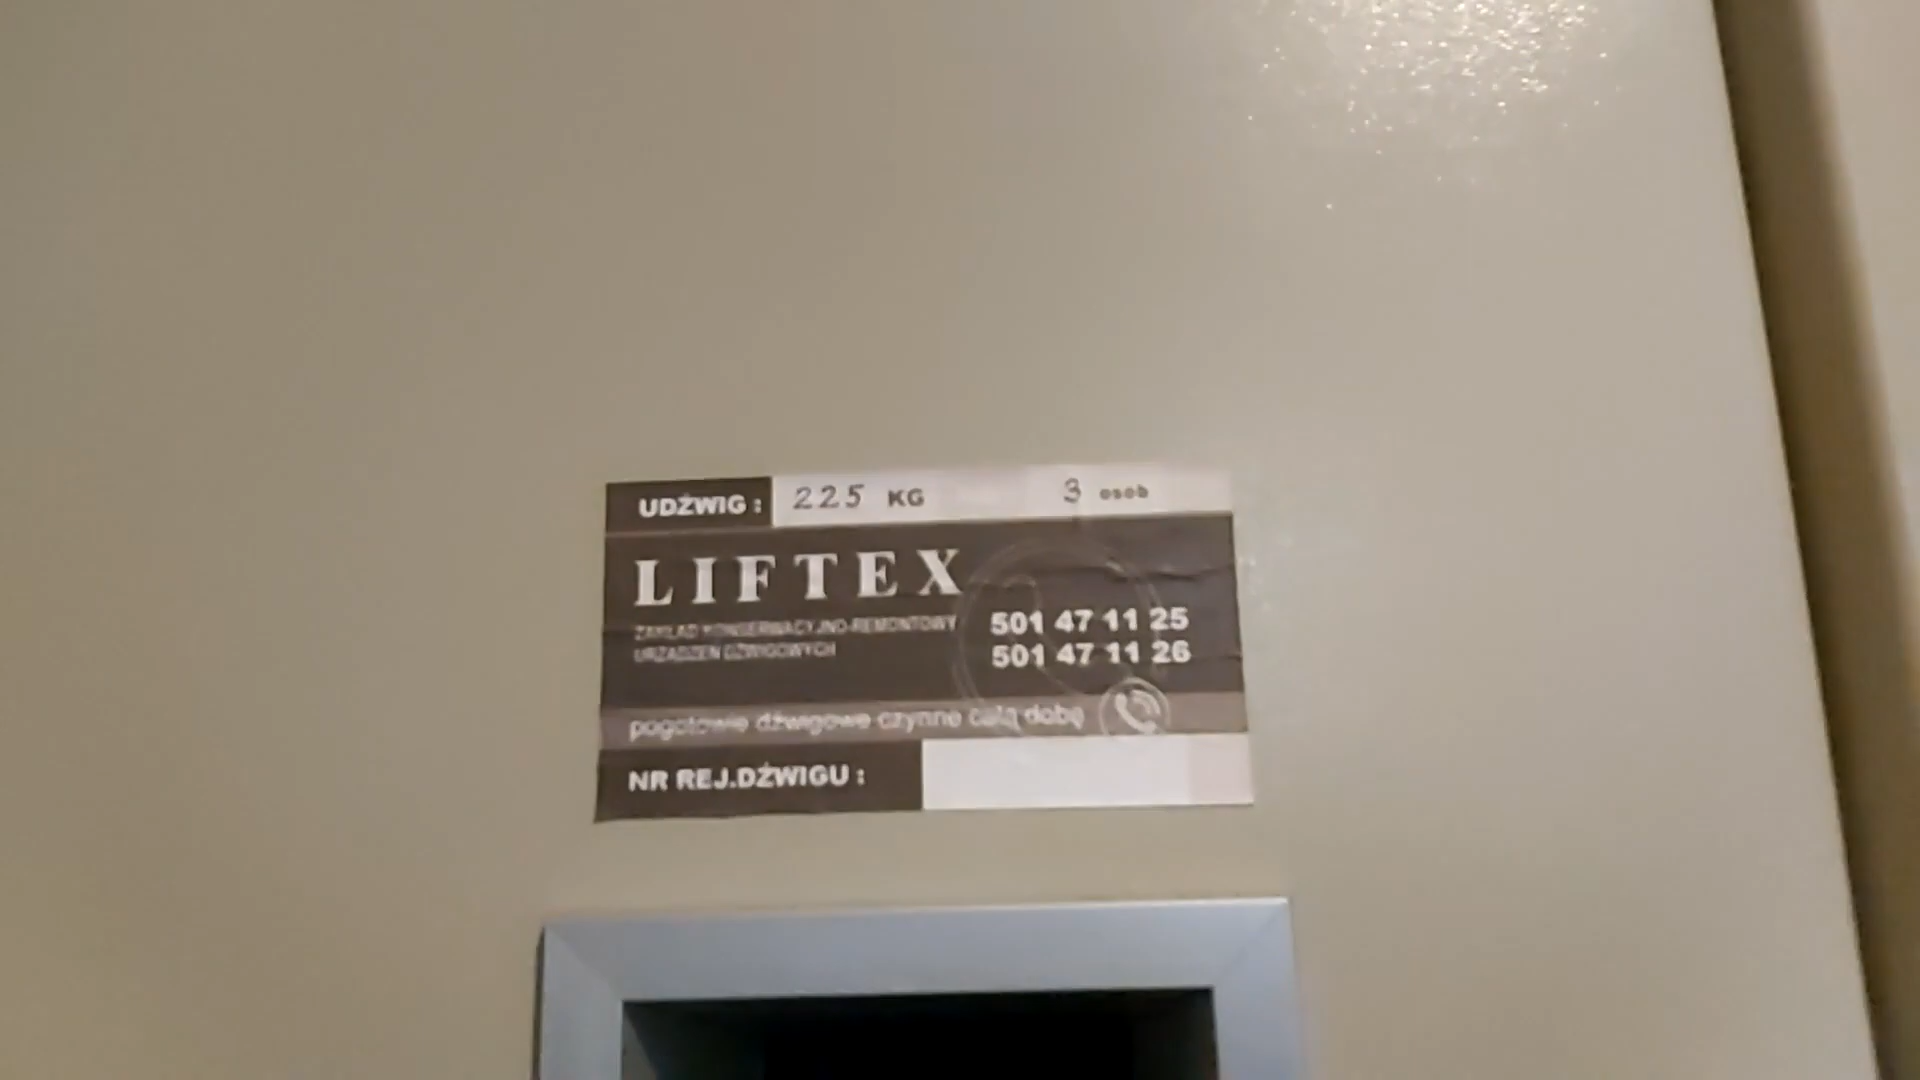 UDŹWIG : 225 KG 3 osob
LIFTEX
ZAKŁAD KONSERWACYJNO-REMONTOWY
URZĄDZEŃ DŹWIGOWYCH
501 47 11 25
501 47 11 26
pogotowie dźwigowe czynne całą dobę
NR REJ.DŹWIGU :